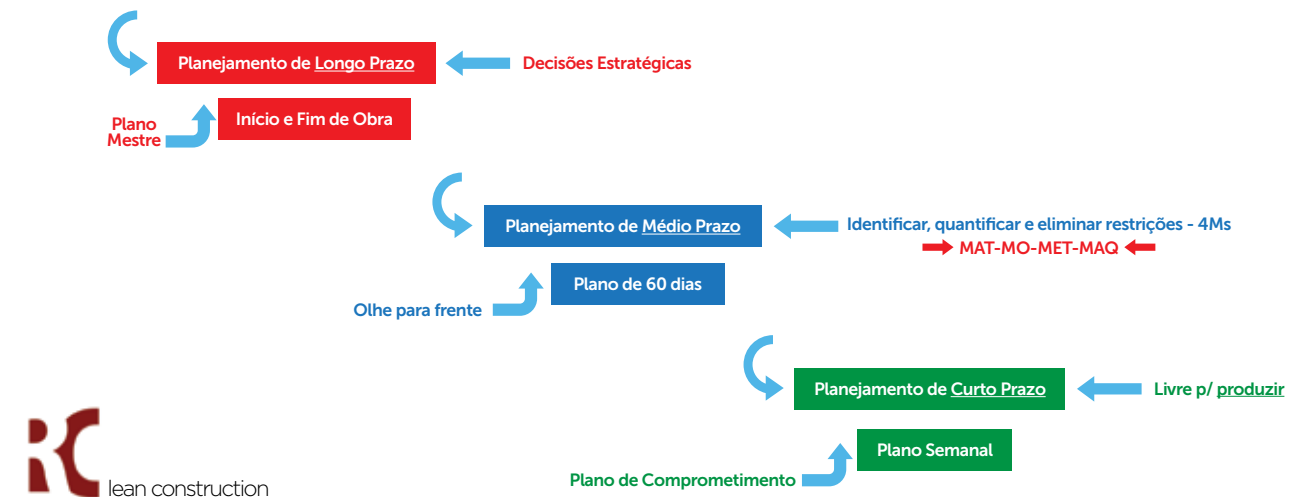 Planejamento de Longo Prazo
Decisões Estratégicas
Início e Fim de Obra
Plano
Mestre
Planejamento de Médio Prazo
Identificar, quantificar e eliminar restrições - 4Ms
MAT-MO-MET-MAQ
Plano de 60 dias
Olhe para frente
Planejamento de Curto Prazo
Livre p/ produzir
Plano Semanal
Plano de Comprometimento
RC
lean construction